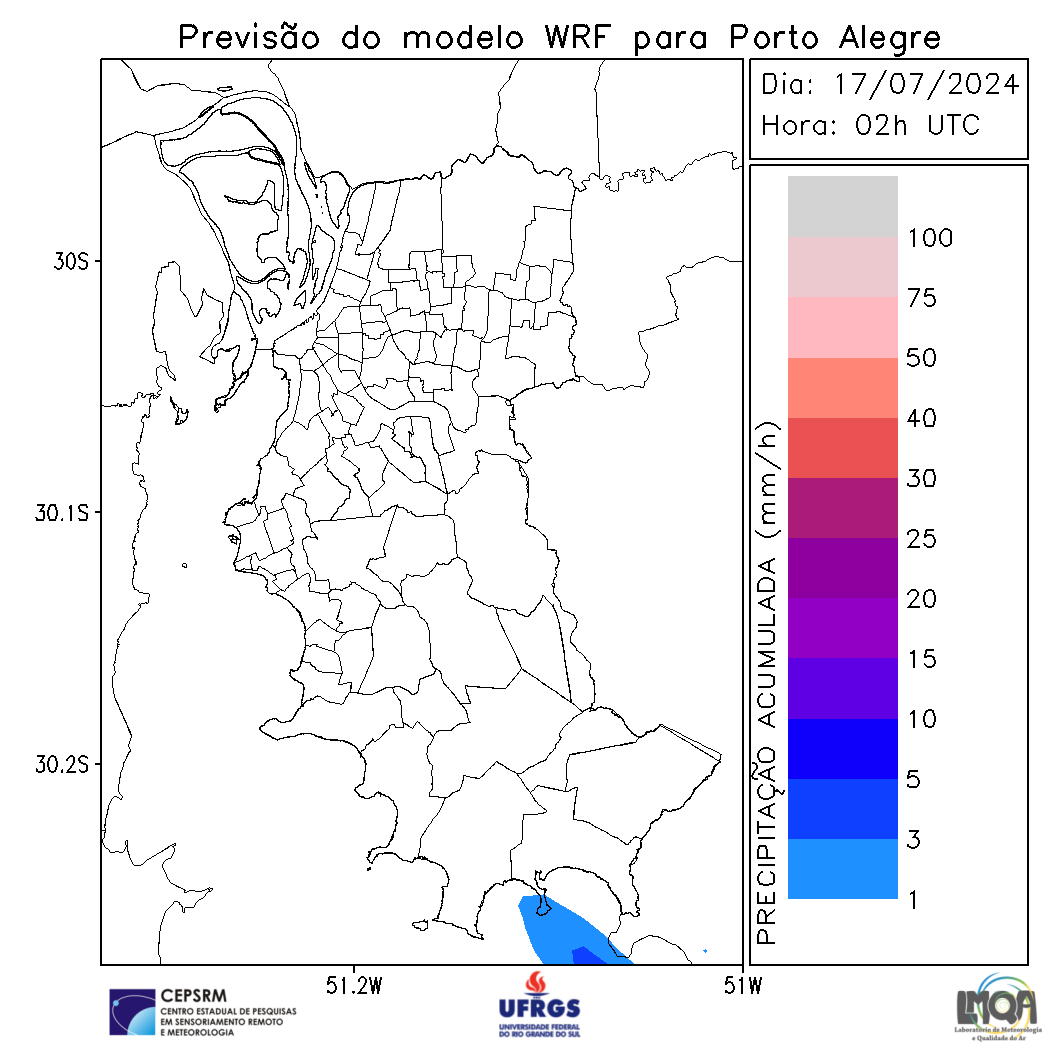 Previsão do modelo WRF para Porto Alegre
Dia: 17/07/2024
Hora: 02h UTC
30S
30.1S
30.2S
51.2W
51W
PRECIPITAÇÃO ACUMULADA (mm/h)
100
75
50
40
30
25
20
15
10
5
3
1
CEPSRM
CENTRO ESTADUAL DE PESQUISAS
EM SENSORIAMENTO REMOTO
E METEOROLOGIA
UFRGS
UNIVERSIDADE FEDERAL
DO RIO GRANDE DO SUL
LMQA
Laboratório de Meteorologia
e Qualidade do Ar